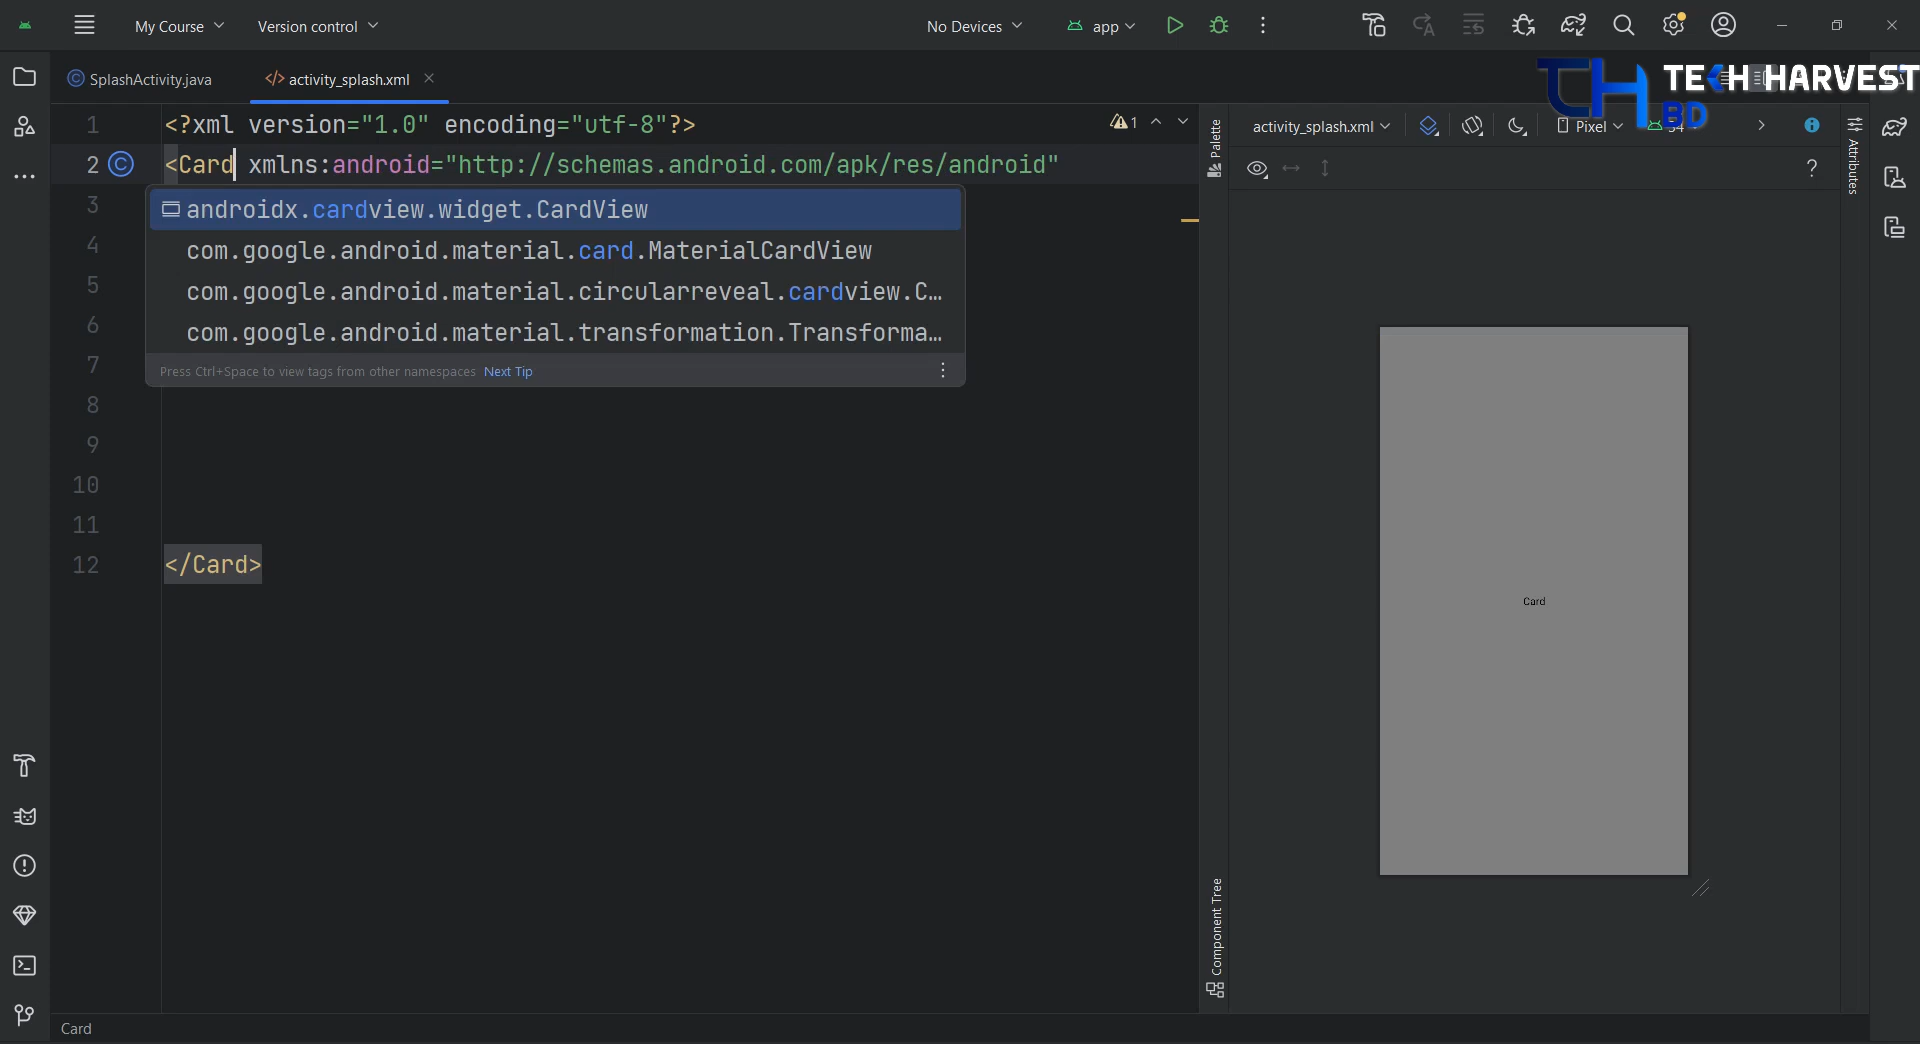 My Course
Version control
No Devices
app
SplashActivity.java
activity_splash.xml
TECH HARVEST
BD
1 <?xml version="1.0" encoding="utf-8"?>
1
2 <Card xmlns:android="http://schemas.android.com/apk/res/android"
3
androidx.cardview.widget.CardView
4
com.google.android.material.card.MaterialCardView
5
com.google.android.material.circularreveal.cardview.C…
6
com.google.android.material.transformation.Transforma…
7
Press Ctrl+Space to view tags from other namespaces Next Tip
8
9
10
11
12 </Card>
Palette
activity_splash.xml
Pixel
34
Attributes
?
Card
Component Tree
Card